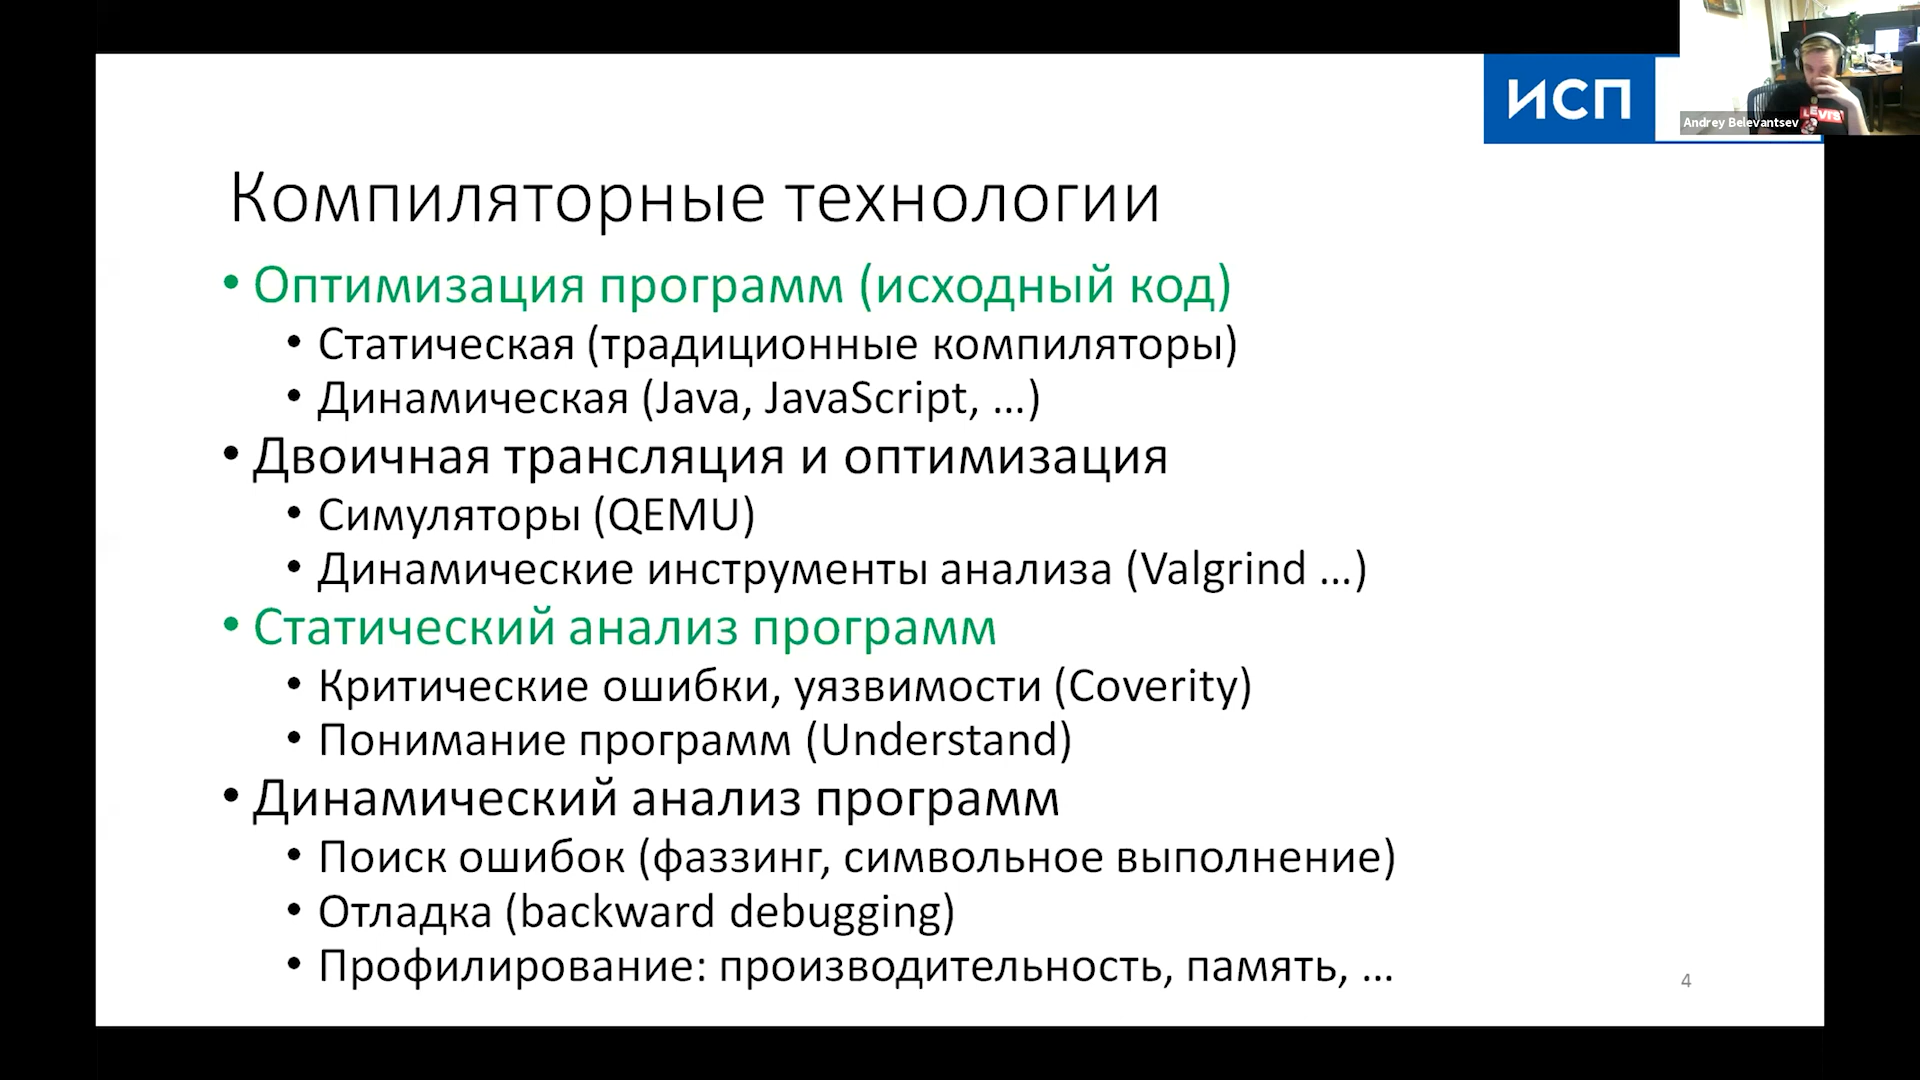 ИСП
Andrey Belevantsev
LEVI'S
Компиляторные технологии
• Оптимизация программ (исходный код)
• Статическая (традиционные компиляторы)
• Динамическая (Java, JavaScript, ...)
• Двоичная трансляция и оптимизация
• Симуляторы (QEMU)
• Динамические инструменты анализа (Valgrind ...)
• Статический анализ программ
• Критические ошибки, уязвимости (Coverity)
• Понимание программ (Understand)
• Динамический анализ программ
• Поиск ошибок (фаззинг, символьное выполнение)
• Отладка (backward debugging)
• Профилирование: производительность, память, ...
4